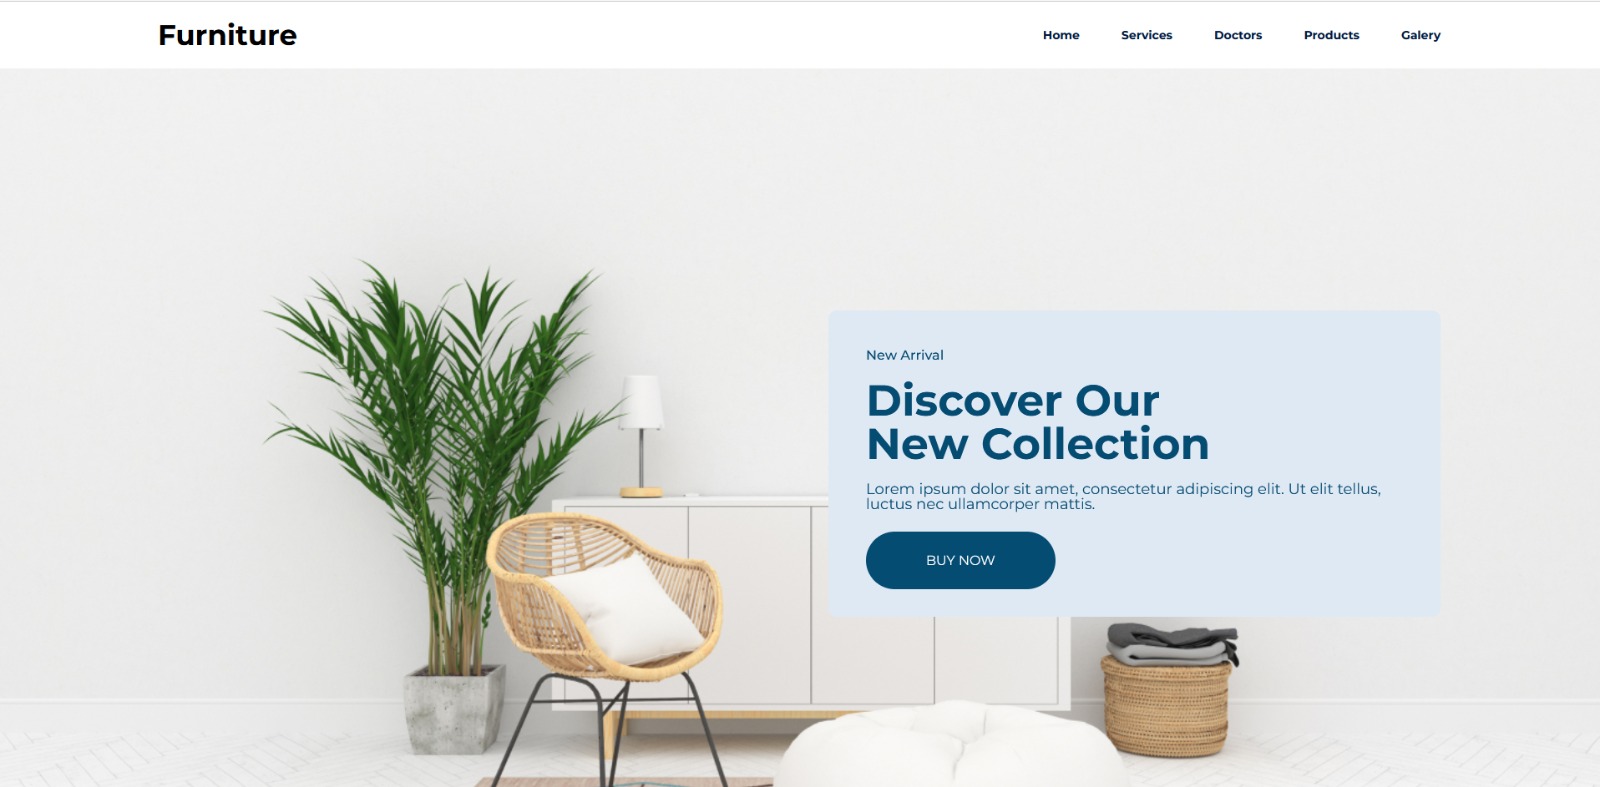 Furniture
Home Services Doctors Products Galery
New Arrival
Discover Our
New Collection
Lorem ipsum dolor sit amet, consectetur adipiscing elit. Ut elit tellus,
luctus nec ullamcorper mattis.
BUY NOW